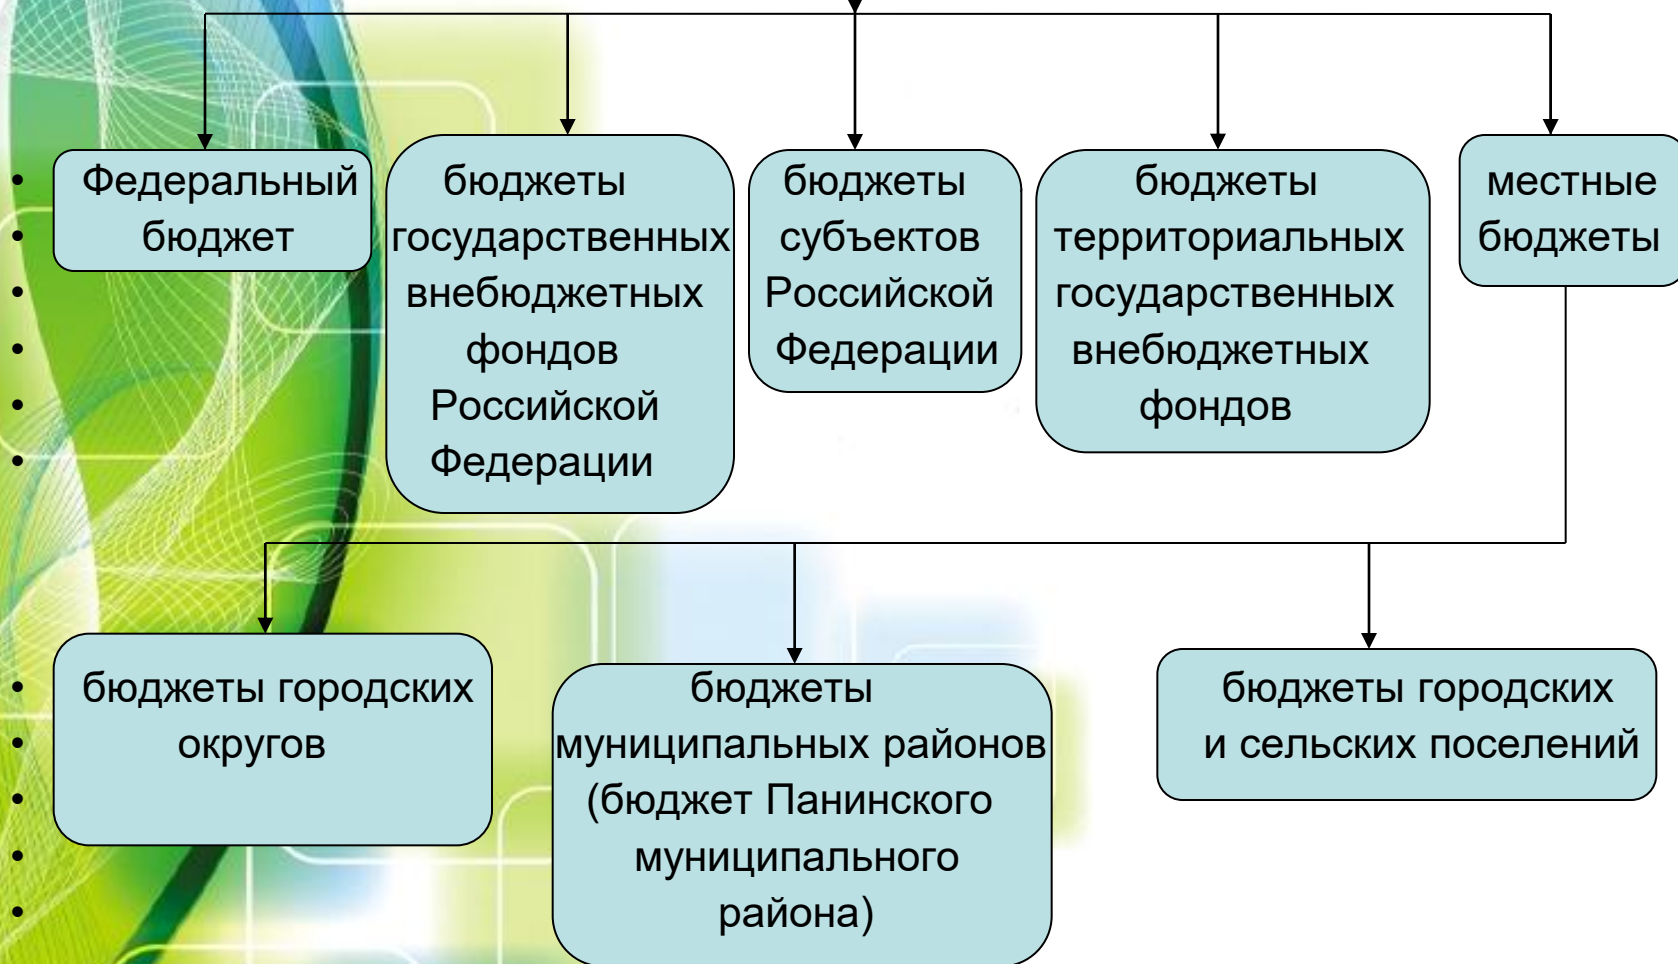 Федеральный
бюджет
бюджеты
государственных
внебюджетных
фондов
Российской
Федерации
бюджеты
субъектов
Российской
Федерации
бюджеты
территориальных
государственных
внебюджетных
фондов
местные
бюджеты
бюджеты городских
округов
бюджеты
муниципальных районов
(бюджет Панинского
муниципального
района)
бюджеты городских
и сельских поселений